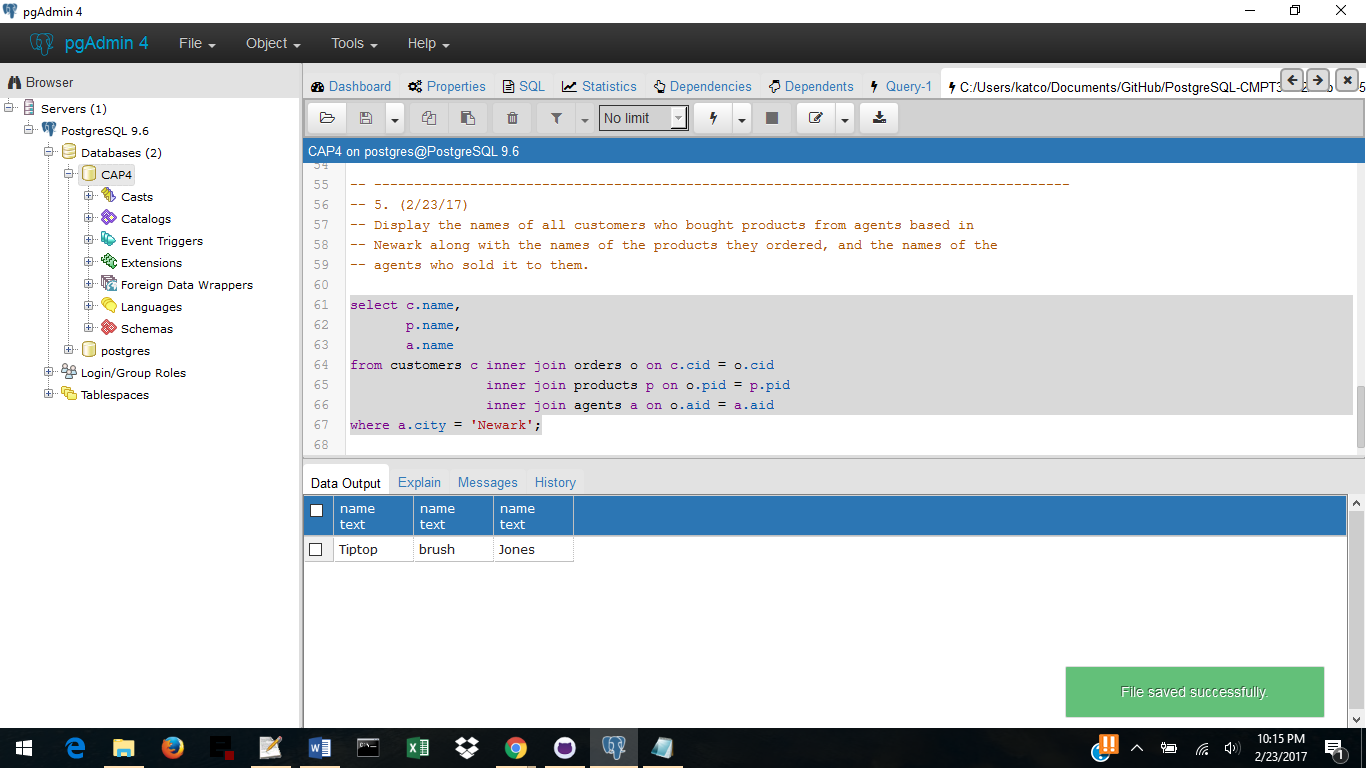 pgAdmin 4
pgAdmin 4 File Object Tools Help
Browser
Servers (1)
PostgreSQL 9.6
Databases (2)
CAP4
Casts
Catalogs
Event Triggers
Extensions
Foreign Data Wrappers
Languages
Schemas
postgres
Login/Group Roles
Tablespaces
Dashboard Properties SQL Statistics Dependencies Dependents Query-1 C:/Users/katco/Documents/GitHub/PostgreSQL-CMPT3
No limit
CAP4 on postgres@PostgreSQL 9.6
54
55 -- ---------------------------------------------------------------------------------------
56 -- 5. (2/23/17)
57 -- Display the names of all customers who bought products from agents based in
58 -- Newark along with the names of the products they ordered, and the names of the
59 -- agents who sold it to them.
60
61 select c.name,
62 p.name,
63 a.name
64 from customers c inner join orders o on c.cid = o.cid
65 inner join products p on o.pid = p.pid
66 inner join agents a on o.aid = a.aid
67 where a.city = 'Newark';
68
Data Output Explain Messages History
name name name
text text text
Tiptop brush Jones
File saved successfully.
10:15 PM
2/23/2017
1